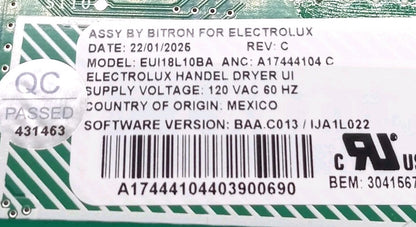 ASSY BY BITRON FOR ELECTROLUX
DATE: 22/01/2025 REV: C
MODEL: EUI18L10BA ANC: A17444104 C
ELECTROLUX HANDEL DRYER UI
SUPPLY VOLTAGE: 120 VAC 60 HZ
COUNTRY OF ORIGIN: MEXICO
SOFTWARE VERSION: BAA.C013 / IJA1L022
QC
PASSED
431463
A17444104403900690
C RU US
BEM: 3041567